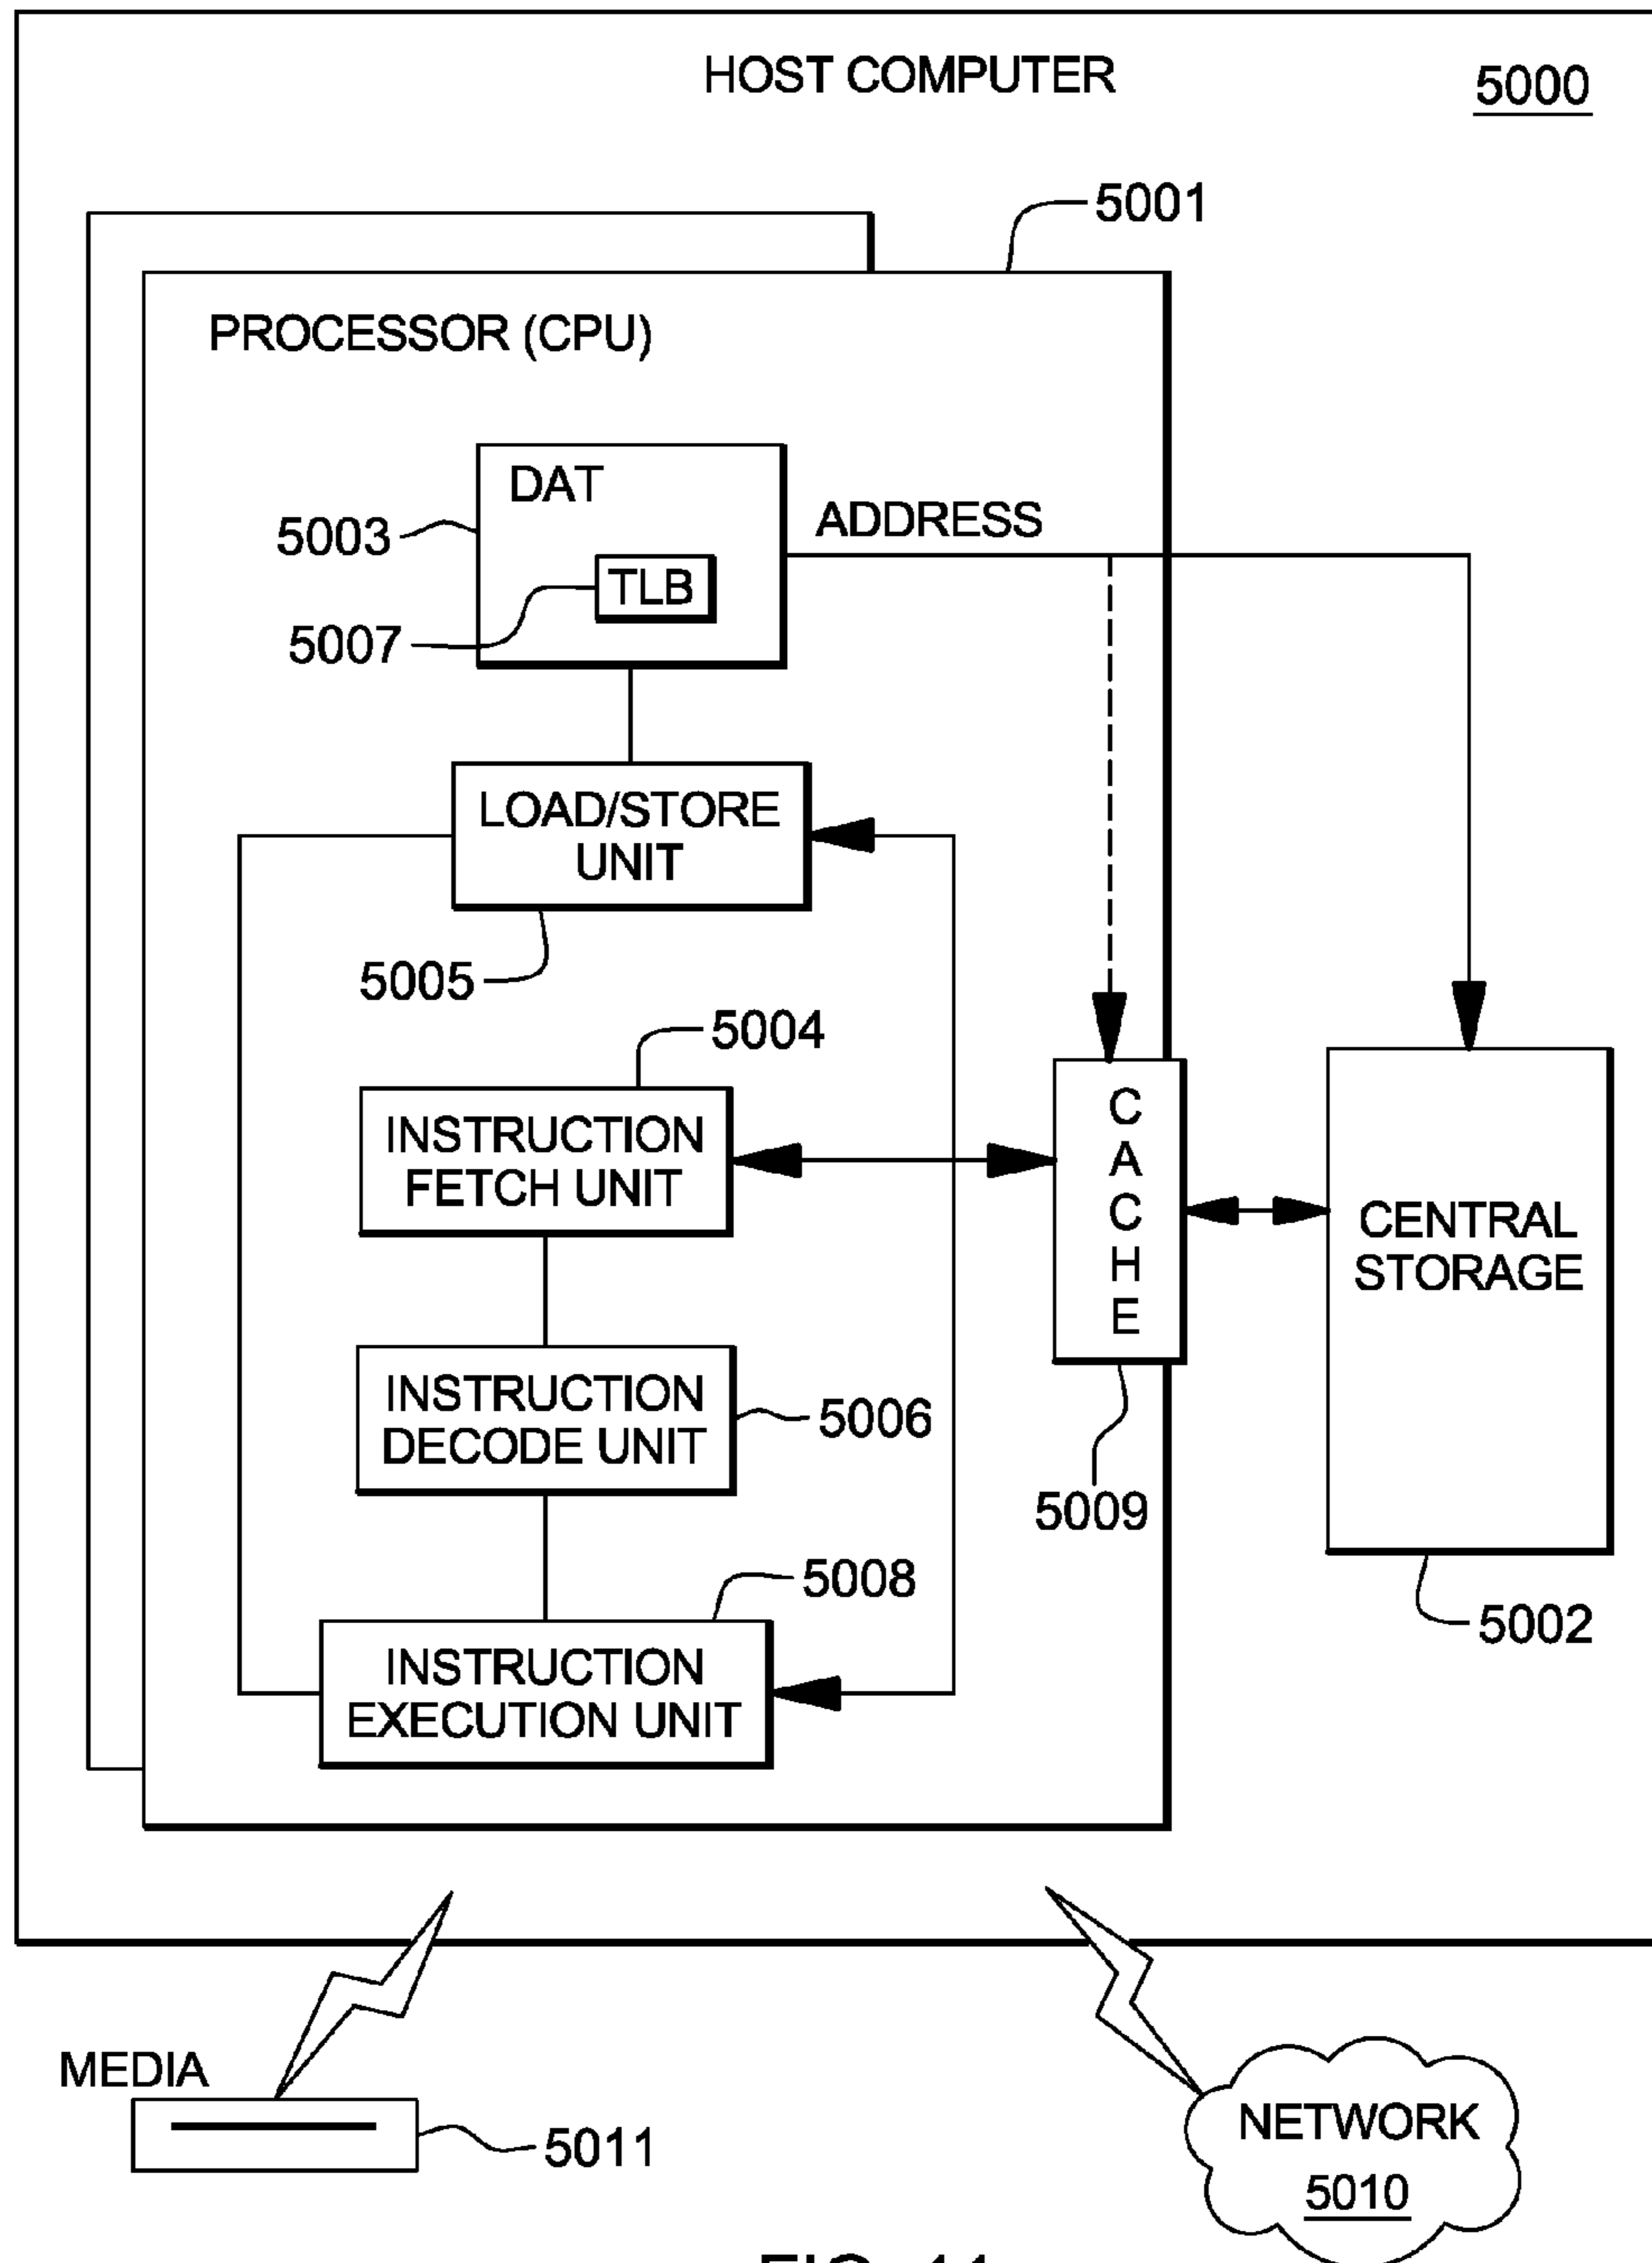 HOST COMPUTER
5000
5001
PROCESSOR (CPU)
DAT
5003
ADDRESS
TLB
5007
LOAD/STORE
UNIT
5005
5004
INSTRUCTION
FETCH UNIT
C
A
C
H
E
CENTRAL
STORAGE
INSTRUCTION
DECODE UNIT
5006
5009
5008
5002
INSTRUCTION
EXECUTION UNIT
MEDIA
5011
NETWORK
5010